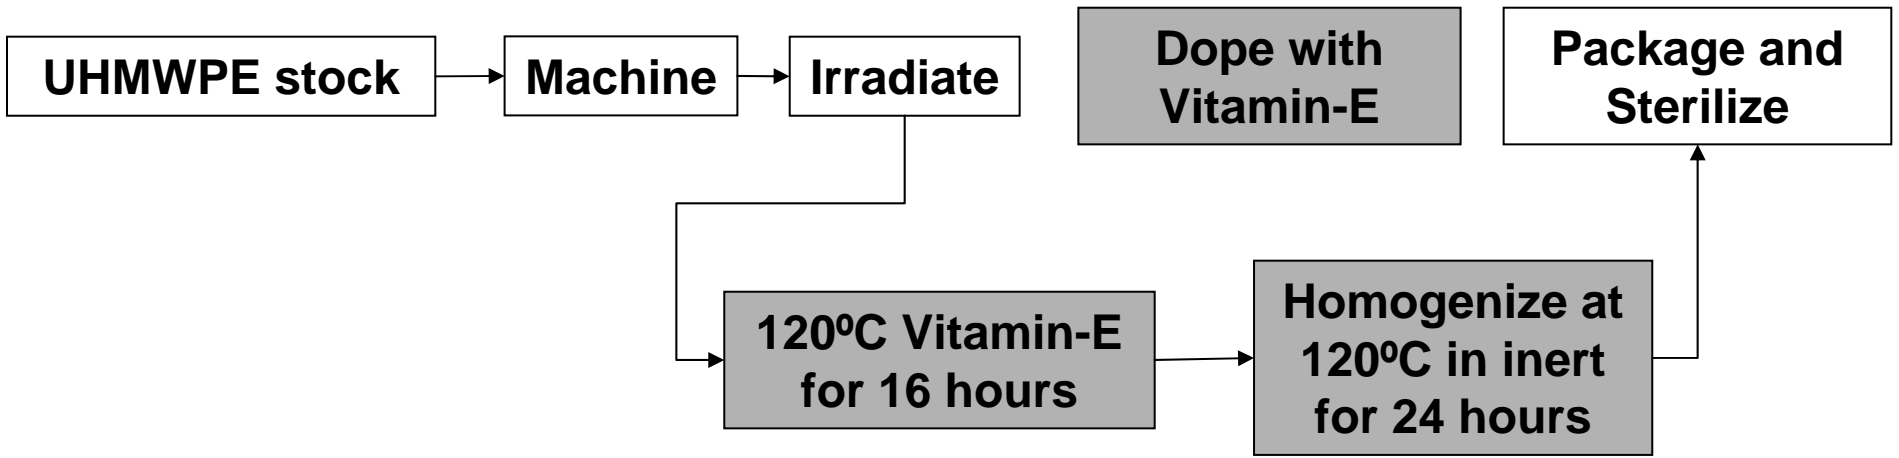 UHMWPE stock
Machine
Irradiate
Dope with
Vitamin-E
Package and
Sterilize
120ºC Vitamin-E
for 16 hours
Homogenize at
120ºC in inert
for 24 hours